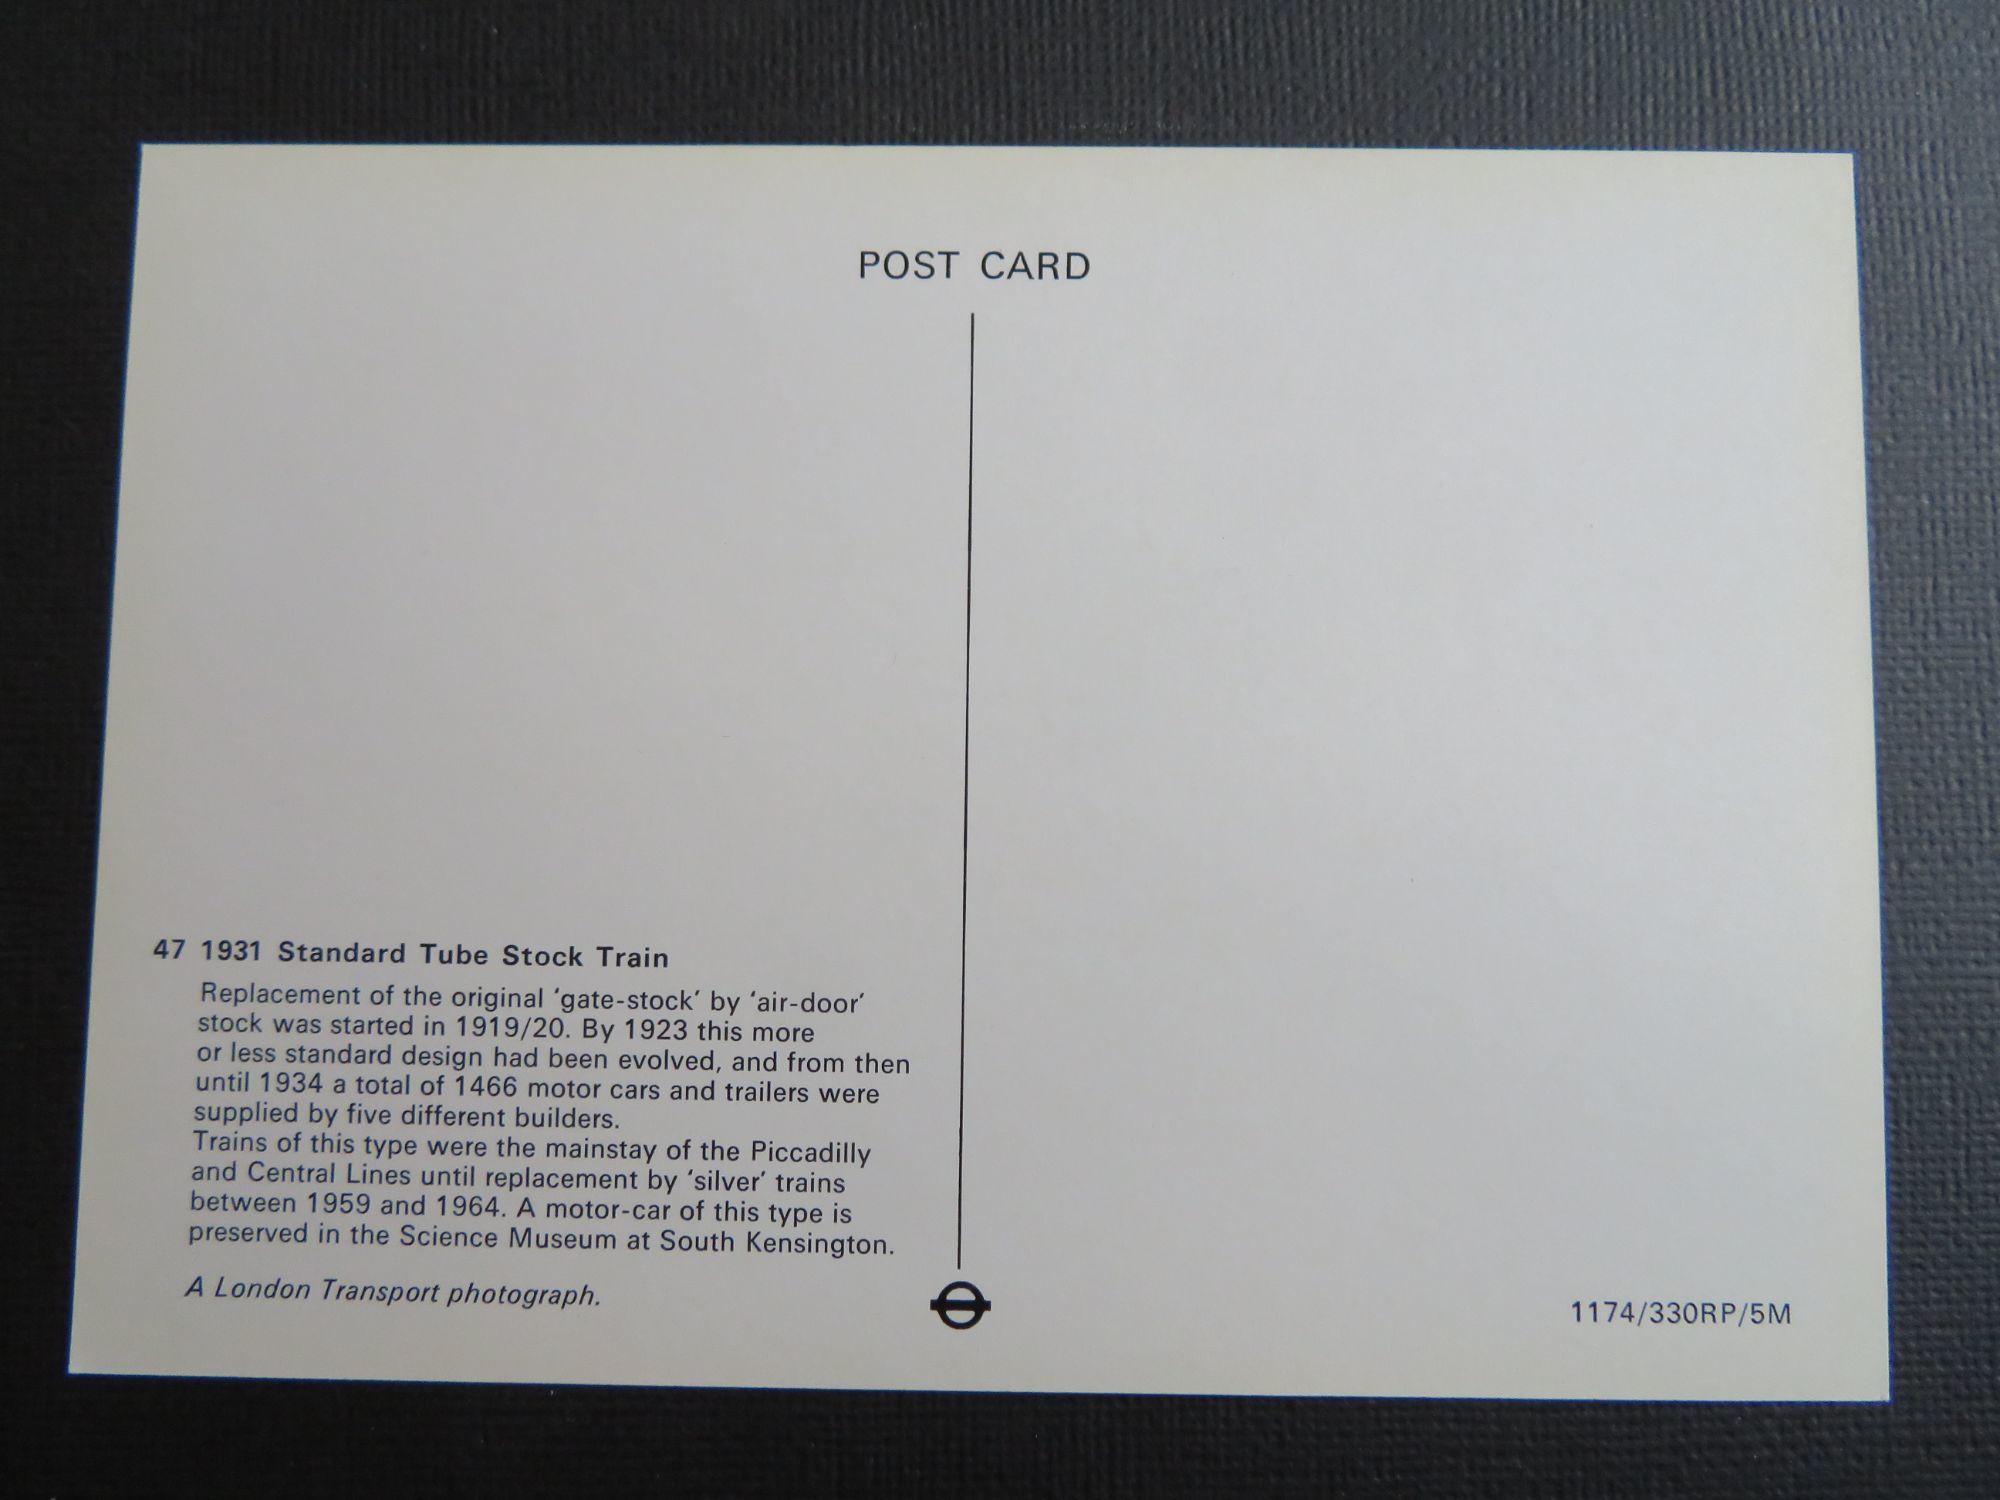 POST CARD
47 1931 Standard Tube Stock Train
Replacement of the original ‘gate-stock’ by ‘air-door’
stock was started in 1919/20. By 1923 this more
or less standard design had been evolved, and from then
until 1934 a total of 1466 motor cars and trailers were
supplied by five different builders.
Trains of this type were the mainstay of the Piccadilly
and Central Lines until replacement by ‘silver’ trains
between 1959 and 1964. A motor-car of this type is
preserved in the Science Museum at South Kensington.
A London Transport photograph.
1174/330RP/5M